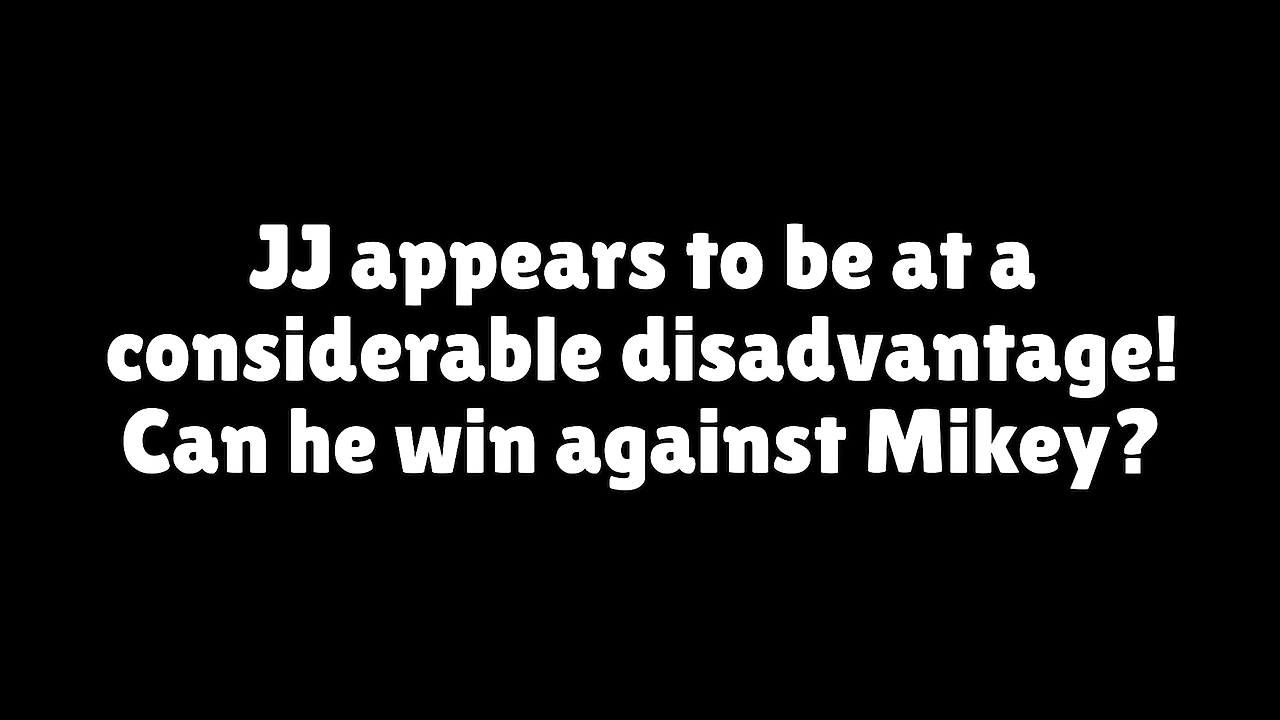 JJ appears to be at a
considerable disadvantage!
Can he win against Mikey?